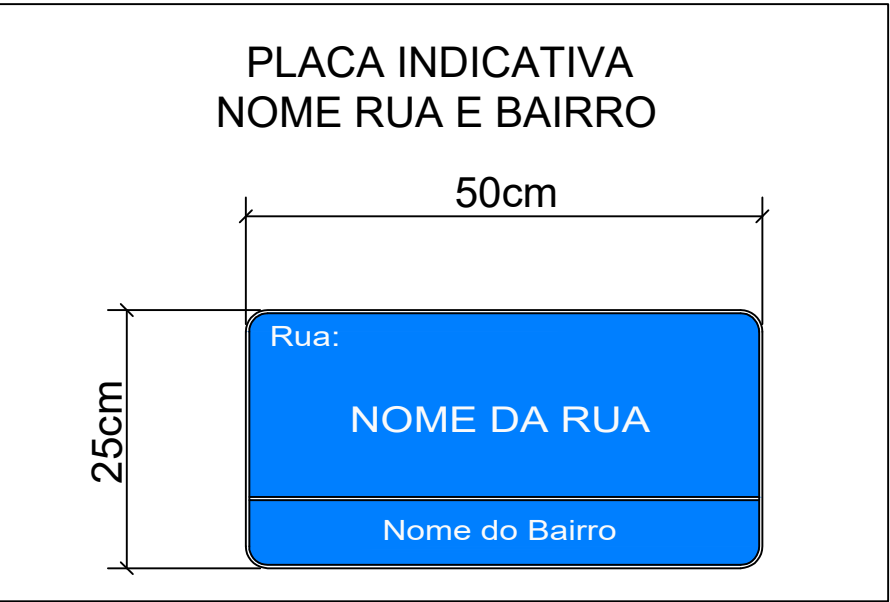 PLACA INDICATIVA
NOME RUA E BAIRRO
50cm
25cm
Rua:
NOME DA RUA
Nome do Bairro